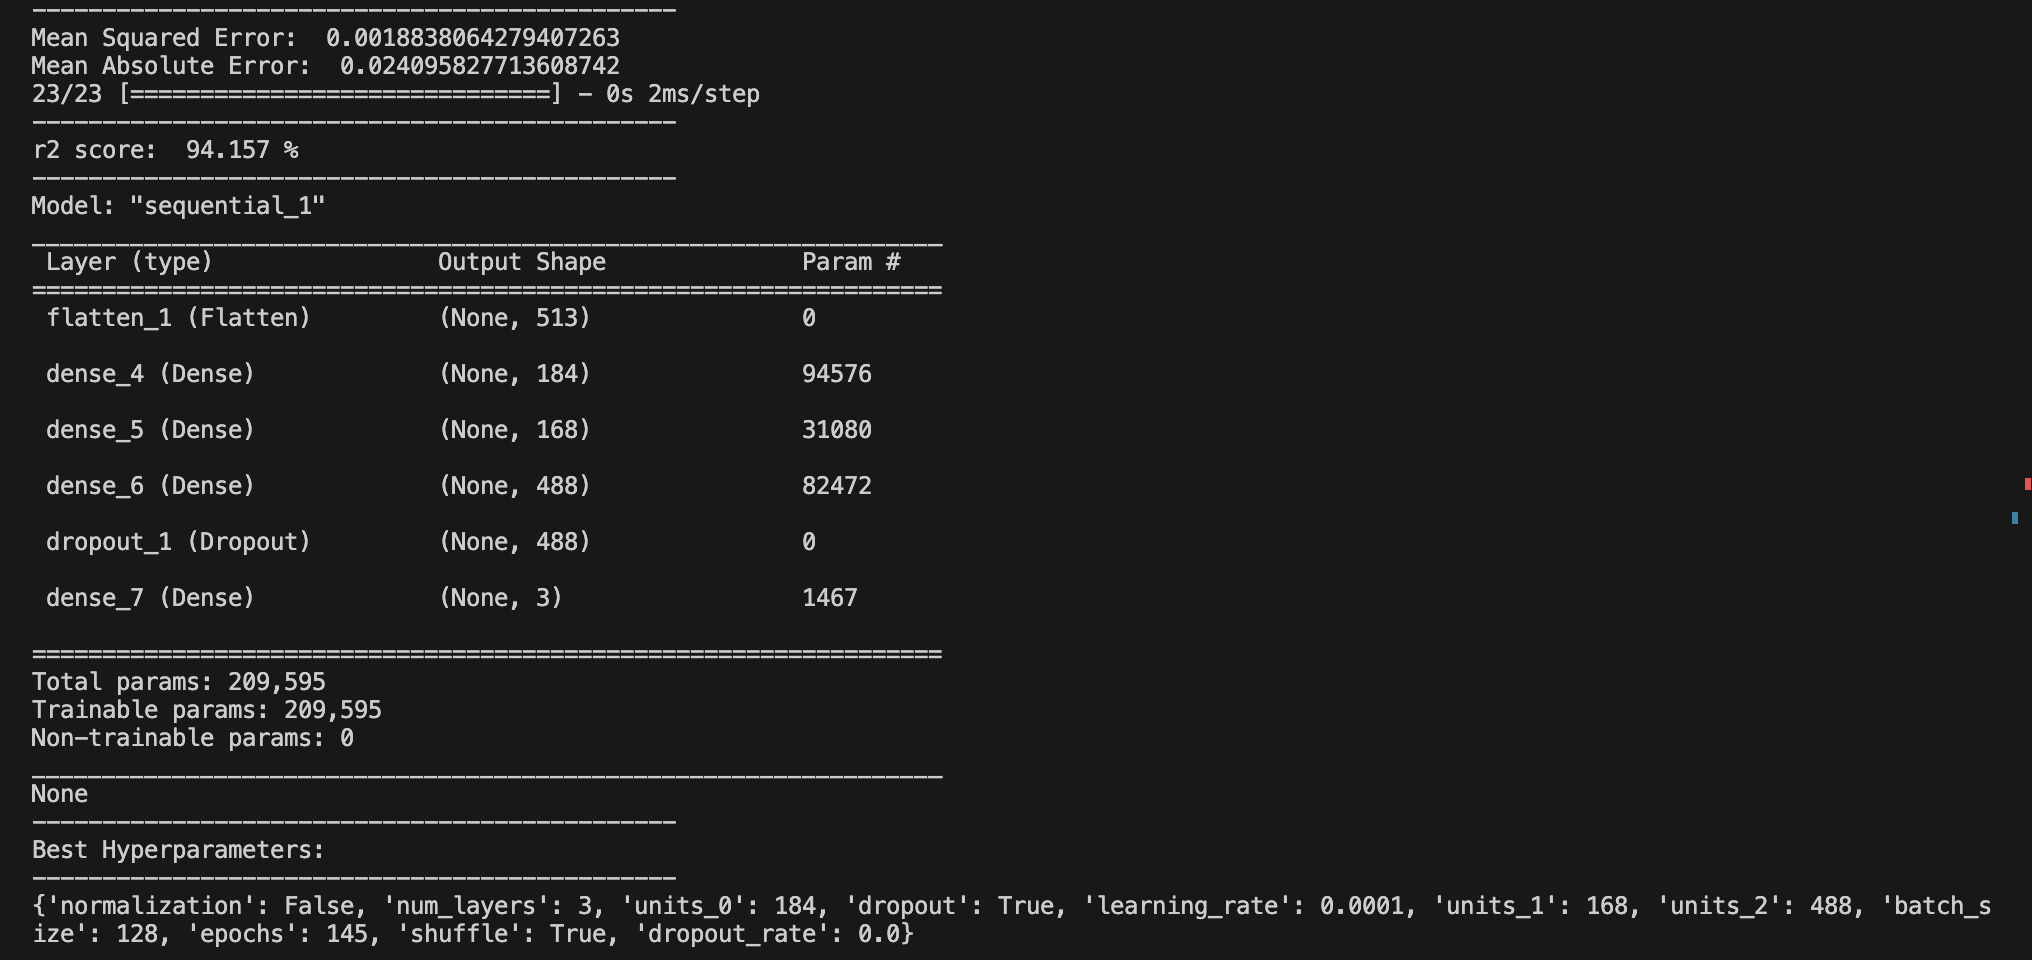 ----------------------------------------------
Mean Squared Error:  0.0018838064279407263
Mean Absolute Error:  0.024095827713608742
23/23 [==============================] - 0s 2ms/step
----------------------------------------------
r2 score:  94.157 %
----------------------------------------------
Model: "sequential_1"
_________________________________________________________________
 Layer (type)                Output Shape              Param #
=================================================================
 flatten_1 (Flatten)         (None, 513)               0
 dense_4 (Dense)             (None, 184)               94576
 dense_5 (Dense)             (None, 168)               31080
 dense_6 (Dense)             (None, 488)               82472
 dropout_1 (Dropout)         (None, 488)               0
 dense_7 (Dense)             (None, 3)                 1467
=================================================================
Total params: 209,595
Trainable params: 209,595
Non-trainable params: 0
_________________________________________________________________
None
----------------------------------------------
Best Hyperparameters:
----------------------------------------------
{'normalization': False, 'num_layers': 3, 'units_0': 184, 'dropout': True, 'learning_rate': 0.0001, 'units_1': 168, 'units_2': 488, 'batch_s
ize': 128, 'epochs': 145, 'shuffle': True, 'dropout_rate': 0.0}